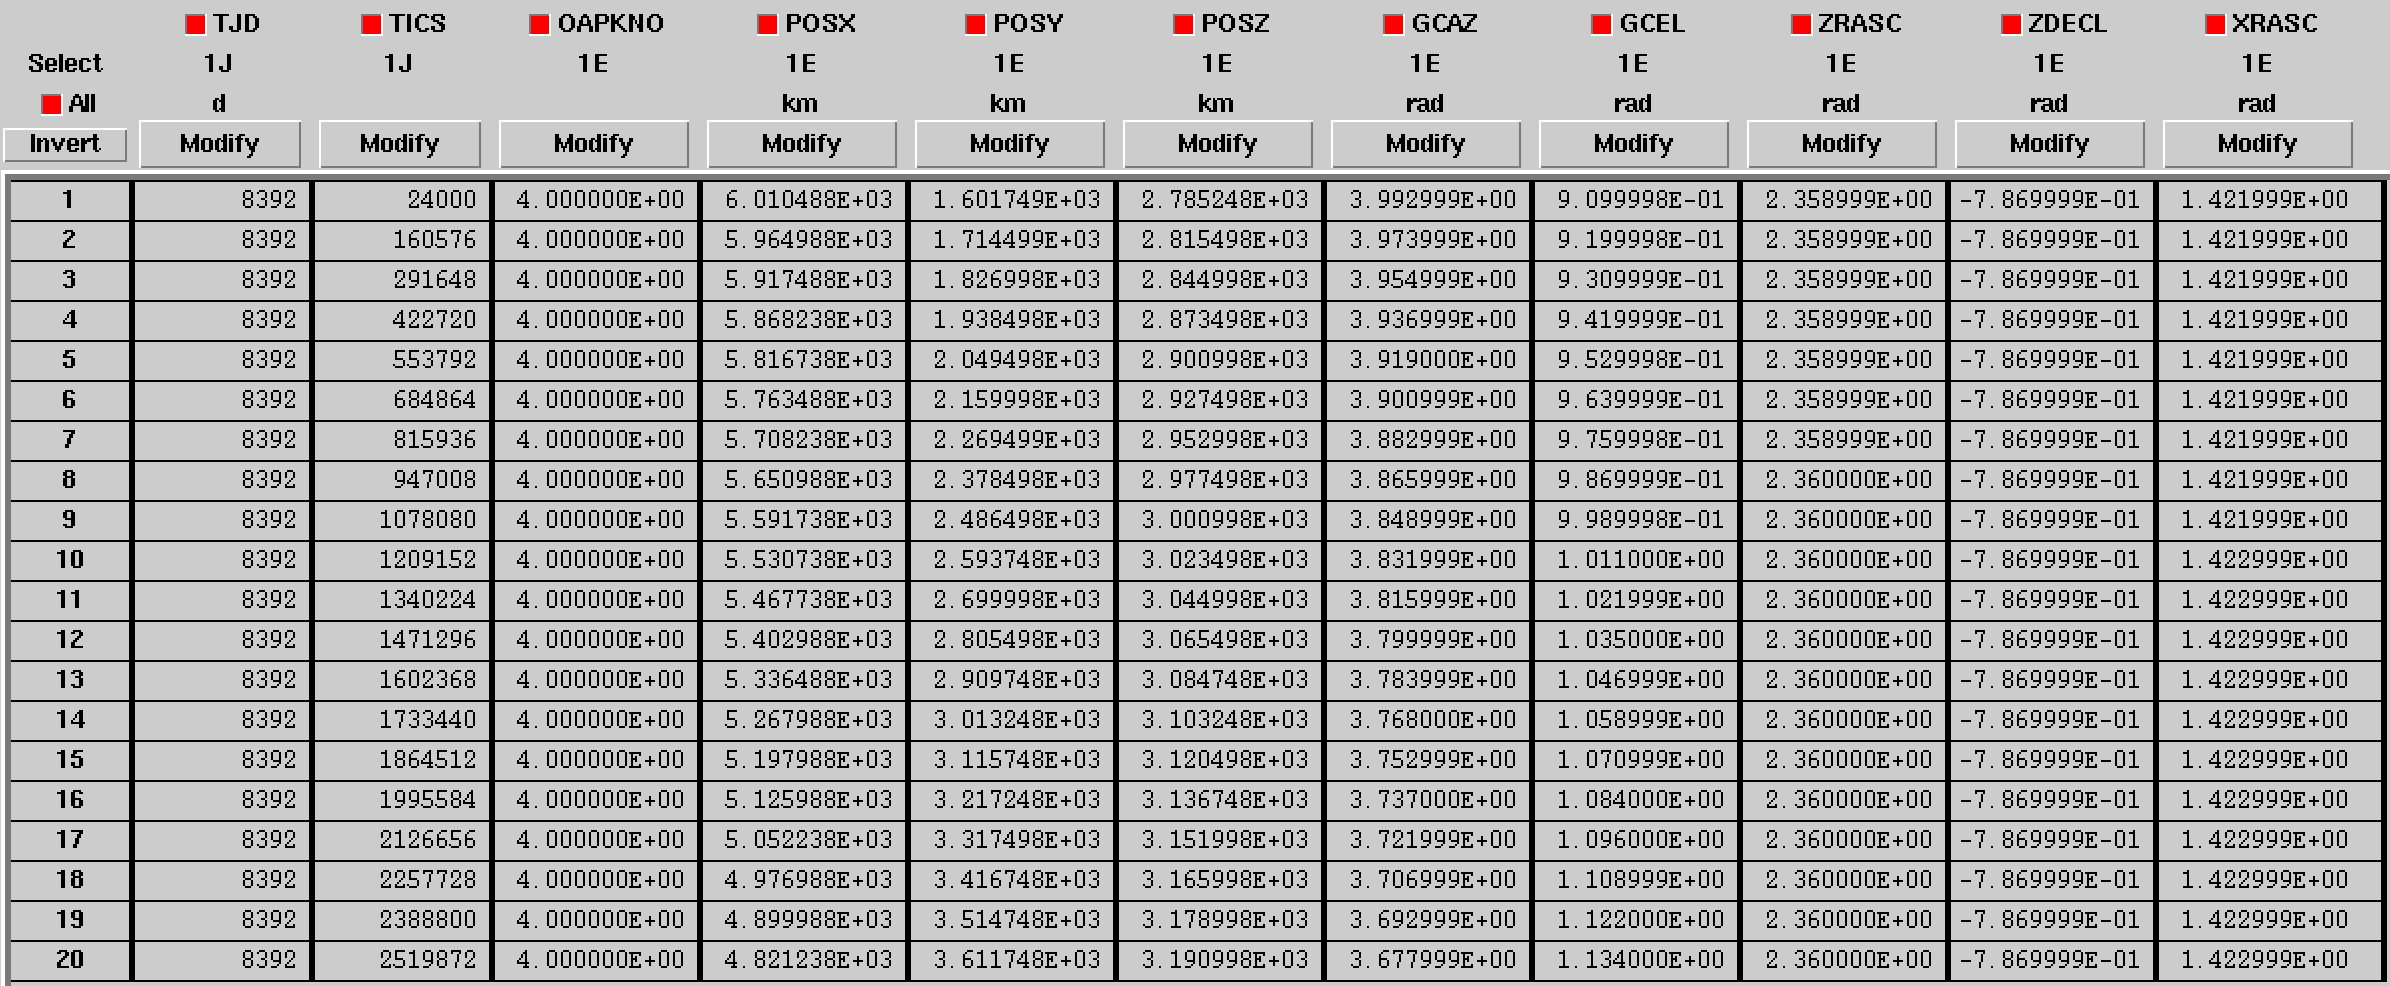 TJD TICS OAPKNO POSX POSY POSZ GCAZ GCEL ZRASC ZDECL XRASC
Select 1J 1J 1E 1E 1E 1E 1E 1E 1E 1E 1E
All d km km km rad rad rad rad rad
Invert Modify Modify Modify Modify Modify Modify Modify Modify Modify Modify Modify
1 8392 24000 4.000000E+00 6.010488E+03 1.601749E+03 2.785248E+03 3.992999E+00 9.099998E-01 2.358999E+00 -7.869999E-01 1.421999E+00
2 8392 160576 4.000000E+00 5.964988E+03 1.714499E+03 2.815498E+03 3.973999E+00 9.199998E-01 2.358999E+00 -7.869999E-01 1.421999E+00
3 8392 291648 4.000000E+00 5.917488E+03 1.826998E+03 2.844998E+03 3.954999E+00 9.309999E-01 2.358999E+00 -7.869999E-01 1.421999E+00
4 8392 422720 4.000000E+00 5.868238E+03 1.938498E+03 2.873498E+03 3.936999E+00 9.419999E-01 2.358999E+00 -7.869999E-01 1.421999E+00
5 8392 553792 4.000000E+00 5.816738E+03 2.049498E+03 2.900998E+03 3.919000E+00 9.529998E-01 2.358999E+00 -7.869999E-01 1.421999E+00
6 8392 684864 4.000000E+00 5.763488E+03 2.159998E+03 2.927498E+03 3.900999E+00 9.639999E-01 2.358999E+00 -7.869999E-01 1.421999E+00
7 8392 815936 4.000000E+00 5.708238E+03 2.269499E+03 2.952998E+03 3.882999E+00 9.759998E-01 2.358999E+00 -7.869999E-01 1.421999E+00
8 8392 947008 4.000000E+00 5.650988E+03 2.378498E+03 2.977498E+03 3.865999E+00 9.869999E-01 2.360000E+00 -7.869999E-01 1.421999E+00
9 8392 1078080 4.000000E+00 5.591738E+03 2.486498E+03 3.000998E+03 3.848999E+00 9.989998E-01 2.360000E+00 -7.869999E-01 1.421999E+00
10 8392 1209152 4.000000E+00 5.530738E+03 2.593748E+03 3.023498E+03 3.831999E+00 1.011000E+00 2.360000E+00 -7.869999E-01 1.422999E+00
11 8392 1340224 4.000000E+00 5.467738E+03 2.699998E+03 3.044998E+03 3.815999E+00 1.021999E+00 2.360000E+00 -7.869999E-01 1.422999E+00
12 8392 1471296 4.000000E+00 5.402988E+03 2.805498E+03 3.065498E+03 3.799999E+00 1.035000E+00 2.360000E+00 -7.869999E-01 1.422999E+00
13 8392 1602368 4.000000E+00 5.336488E+03 2.909748E+03 3.084748E+03 3.783999E+00 1.046999E+00 2.360000E+00 -7.869999E-01 1.422999E+00
14 8392 1733440 4.000000E+00 5.267988E+03 3.013248E+03 3.103248E+03 3.768000E+00 1.058999E+00 2.360000E+00 -7.869999E-01 1.422999E+00
15 8392 1864512 4.000000E+00 5.197988E+03 3.115748E+03 3.120498E+03 3.752999E+00 1.070999E+00 2.360000E+00 -7.869999E-01 1.422999E+00
16 8392 1995584 4.000000E+00 5.125988E+03 3.217248E+03 3.136748E+03 3.737000E+00 1.084000E+00 2.360000E+00 -7.869999E-01 1.422999E+00
17 8392 2126656 4.000000E+00 5.052238E+03 3.317498E+03 3.151998E+03 3.721999E+00 1.096000E+00 2.360000E+00 -7.869999E-01 1.422999E+00
18 8392 2257728 4.000000E+00 4.976988E+03 3.416748E+03 3.165998E+03 3.706999E+00 1.108999E+00 2.360000E+00 -7.869999E-01 1.422999E+00
19 8392 2388800 4.000000E+00 4.899988E+03 3.514748E+03 3.178998E+03 3.692999E+00 1.122000E+00 2.360000E+00 -7.869999E-01 1.422999E+00
20 8392 2519872 4.000000E+00 4.821238E+03 3.611748E+03 3.190998E+03 3.677999E+00 1.134000E+00 2.360000E+00 -7.869999E-01 1.422999E+00